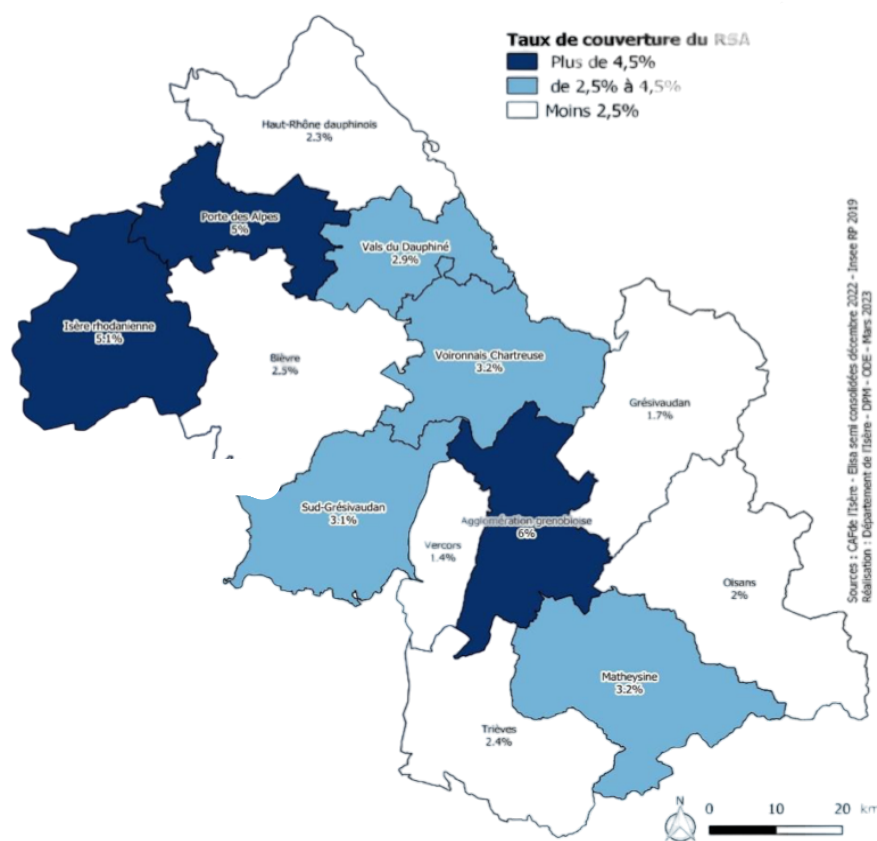 Taux de couverture du RSA
Plus de 4,5%
de 2,5% à 4,5%
Moins 2,5%
Haut-Rhône dauphinois
2.3%
Porte des Alpes
5%
Vals du Dauphiné
2.9%
Isère rhodanienne
5.1%
Bièvre
2.5%
Voironnais Chartreuse
3.2%
Grésivaudan
1.7%
Sud-Grésivaudan
3.1%
Agglomération grenobloise
6%
Vercors
1.4%
Oisans
2%
Matheysine
3.2%
Trièves
2.4%
Sources : CAFde l'Isère - Elisa semi consolidées décembre 2022 - Insee RP 2019
Réalisation : Département de l'Isère - DPM - ODE - Mars 2023
N
0 10 20 km